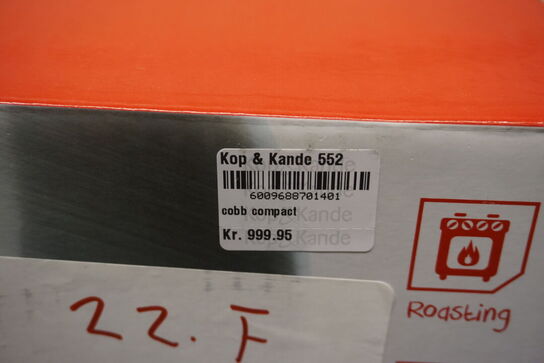 Kop & Kande 552
6009688701401
cobb compact
Kr. 999.95
Roasting
22. F